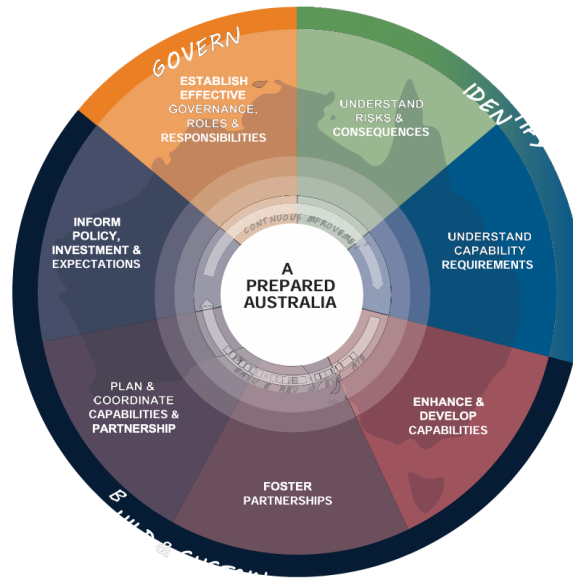 GOVERN
ESTABLISH
EFFECTIVE
GOVERNANCE,
ROLES &
RESPONSIBILITIES
UNDERSTAND
RISKS &
CONSEQUENCES
IDENTIFY
UNDERSTAND
CAPABILITY
REQUIREMENTS
ENHANCE &
DEVELOP
CAPABILITIES
FOSTER
PARTNERSHIPS
PLAN &
COORDINATE
CAPABILITIES &
PARTNERSHIP
INFORM
POLICY,
INVESTMENT &
EXPECTATIONS
CONTINUOUS
A
PREPARED
AUSTRALIA